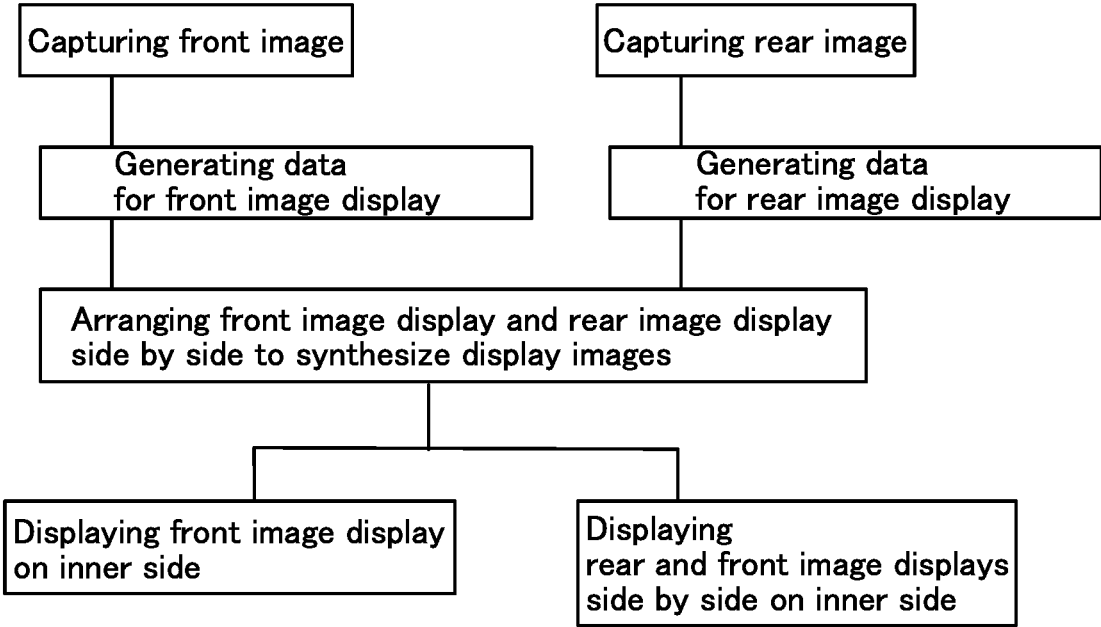 Capturing front image
Capturing rear image
Generating data
for front image display
Generating data
for rear image display
Arranging front image display and rear image display
side by side to synthesize display images
Displaying front image display
on inner side
Displaying
rear and front image displays
side by side on inner side